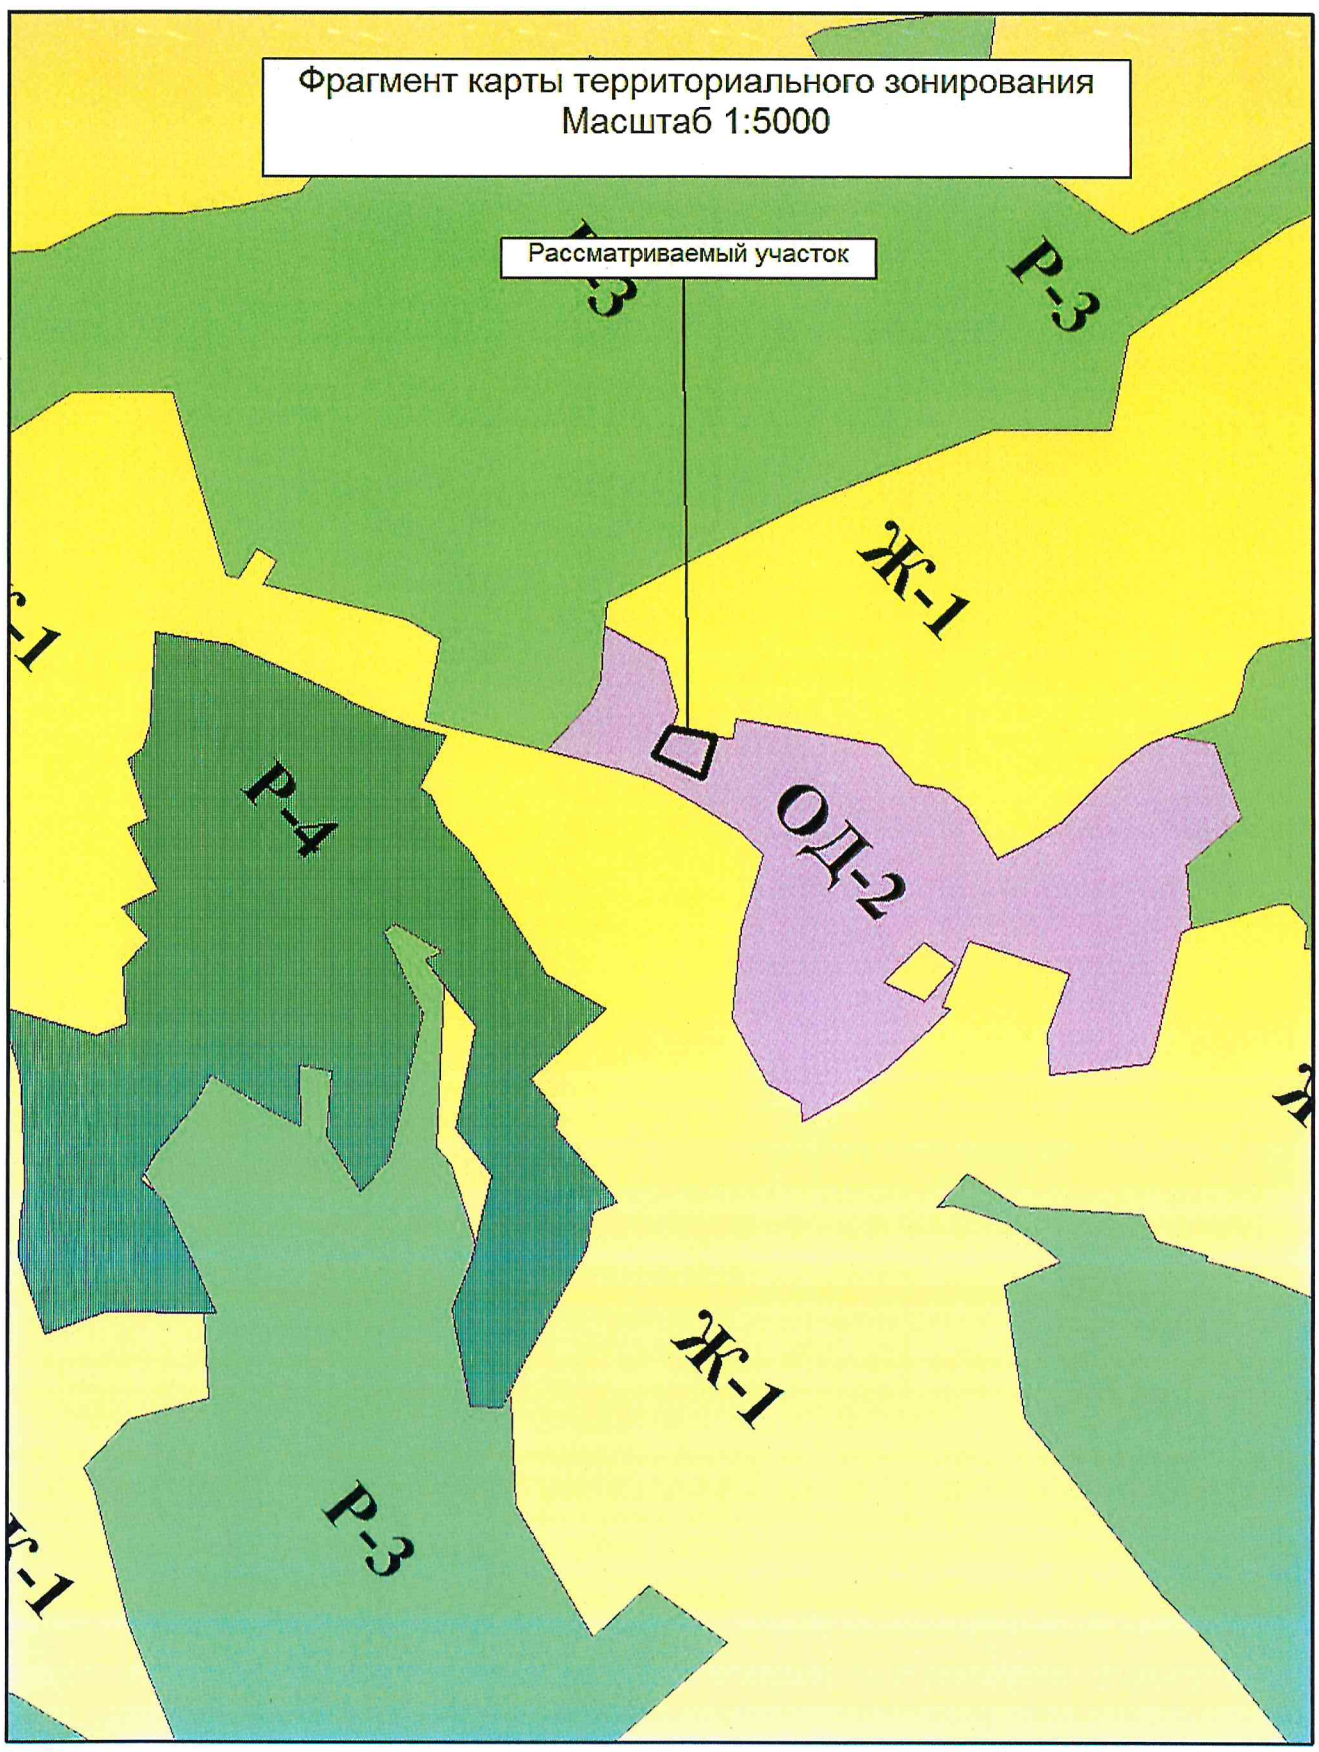 Фрагмент карты территориального зонирования
Масштаб 1:5000
Рассматриваемый участок
Р-3
Ж-1
Р-4
ОД-2
Ж-1
Р-3